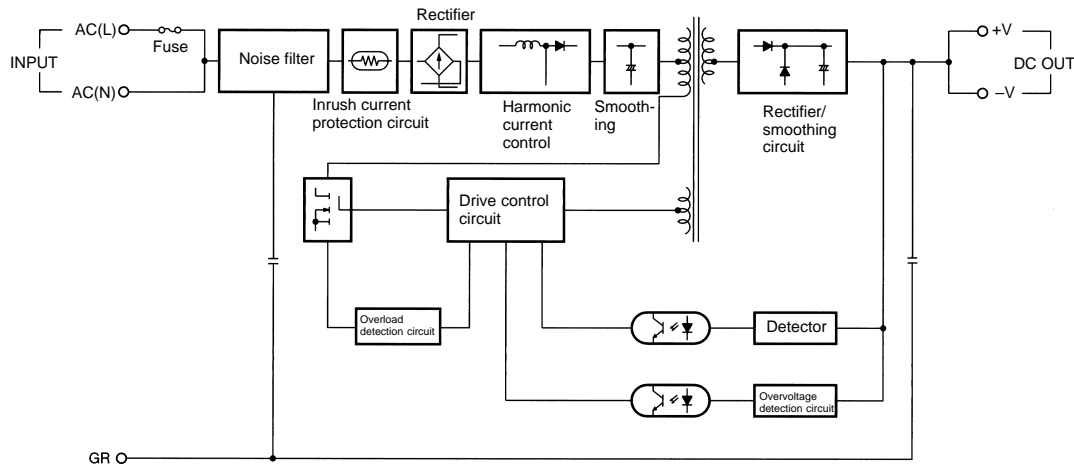 Rectifier
AC(L)
Fuse
INPUT
AC(N)
Noise filter
Inrush current
protection circuit
Harmonic
current
control
Smooth-
ing
Rectifier/
smoothing
circuit
+V
DC OUT
–V
Drive control
circuit
Overload
detection circuit
Detector
Overvoltage
detection circuit
GR